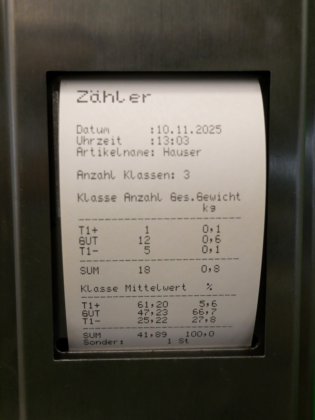 Zähler
Datum :10.11.2025
Uhrzeit :13:03
Artikelname: Hauser
Anzahl Klassen: 3
Klasse Anzahl Ges.Gewicht
kg
T1+ 1 0,1
GUT 12 0,6
T1- 5 0,1
SUM 18 0,8
Klasse Mittelwert %
T1+ 61,20 5,6
GUT 47,23 66,7
T1- 25,22 27,8
SUM 41,89 100,0
Sonder: 1 St